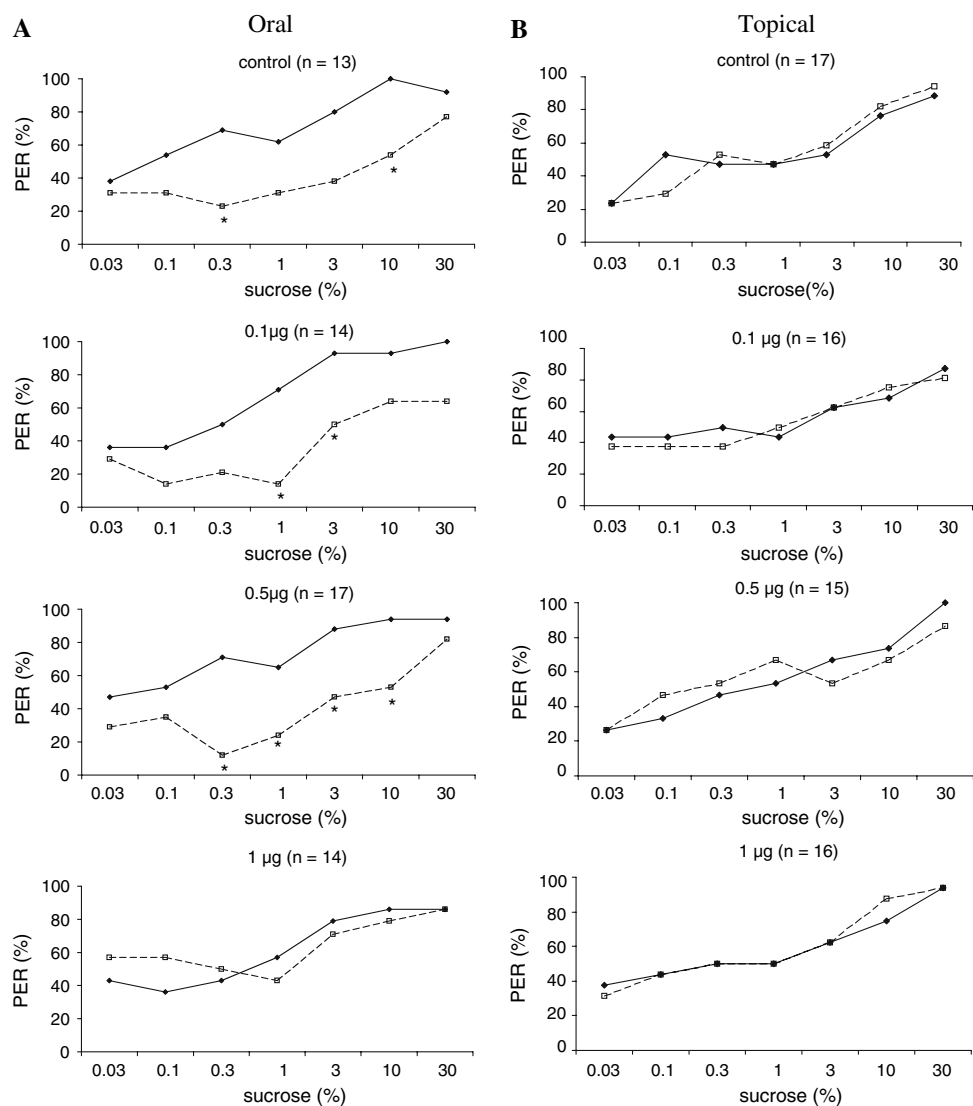 A Oral
control (n = 13)
PER (%)
100
80
60
40
20
0
0.03 0.1 0.3 1 3 10 30
sucrose (%)
* *
0.1µg (n = 14)
PER (%)
100
80
60
40
20
0
0.03 0.1 0.3 1 3 10 30
sucrose (%)
* *
0.5µg (n = 17)
PER (%)
100
80
60
40
20
0
0.03 0.1 0.3 1 3 10 30
sucrose (%)
* * * *
1 µg (n = 14)
PER (%)
100
80
60
40
20
0
0.03 0.1 0.3 1 3 10 30
sucrose (%)
B Topical
control (n = 17)
PER (%)
100
80
60
40
20
0
0.03 0.1 0.3 1 3 10 30
sucrose(%)
0.1 µg (n = 16)
PER (%)
100
80
60
40
20
0
0.03 0.1 0.3 1 3 10 30
sucrose (%)
0.5 µg (n = 15)
PER (%)
100
80
60
40
20
0
0.03 0.1 0.3 1 3 10 30
sucrose (%)
1 µg (n = 16)
PER (%)
100
80
60
40
20
0
0.03 0.1 0.3 1 3 10 30
sucrose (%)